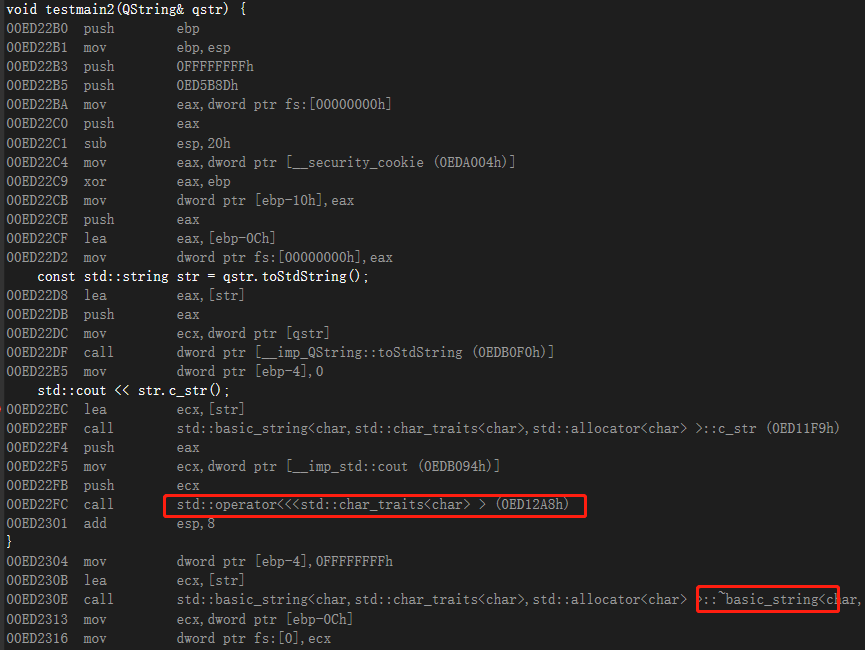 void testmain2(QString& qstr) {
00ED22B0 push ebp
00ED22B1 mov ebp,esp
00ED22B3 push 0FFFFFFFFh
00ED22B5 push 0ED5B8Dh
00ED22BA mov eax,dword ptr fs:[00000000h]
00ED22C0 push eax
00ED22C1 sub esp,20h
00ED22C4 mov eax,dword ptr [__security_cookie (0EDA004h)]
00ED22C9 xor eax,ebp
00ED22CB mov dword ptr [ebp-10h],eax
00ED22CE push eax
00ED22CF lea eax,[ebp-0Ch]
00ED22D2 mov dword ptr fs:[00000000h],eax
const std::string str = qstr.toStdString();
00ED22D8 lea eax,[str]
00ED22DB push eax
00ED22DC mov ecx,dword ptr [qstr]
00ED22DF call dword ptr [__imp_QString::toStdString (0EDB0F0h)]
00ED22E5 mov dword ptr [ebp-4],0
std::cout << str.c_str();
00ED22EC lea ecx,[str]
00ED22EF call std::basic_string<char,std::char_traits<char>,std::allocator<char> >::c_str (0ED11F9h)
00ED22F4 push eax
00ED22F5 mov ecx,dword ptr [__imp_std::cout (0EDB094h)]
00ED22FB push ecx
00ED22FC call std::operator<<<std::char_traits<char> > (0ED12A8h)
00ED2301 add esp,8
}
00ED2304 mov dword ptr [ebp-4],0FFFFFFFFh
00ED230B lea ecx,[str]
00ED230E call std::basic_string<char,std::char_traits<char>,std::allocator<char> >::~basic_string<char,
00ED2313 mov ecx,dword ptr [ebp-0Ch]
00ED2316 mov dword ptr fs:[0],ecx